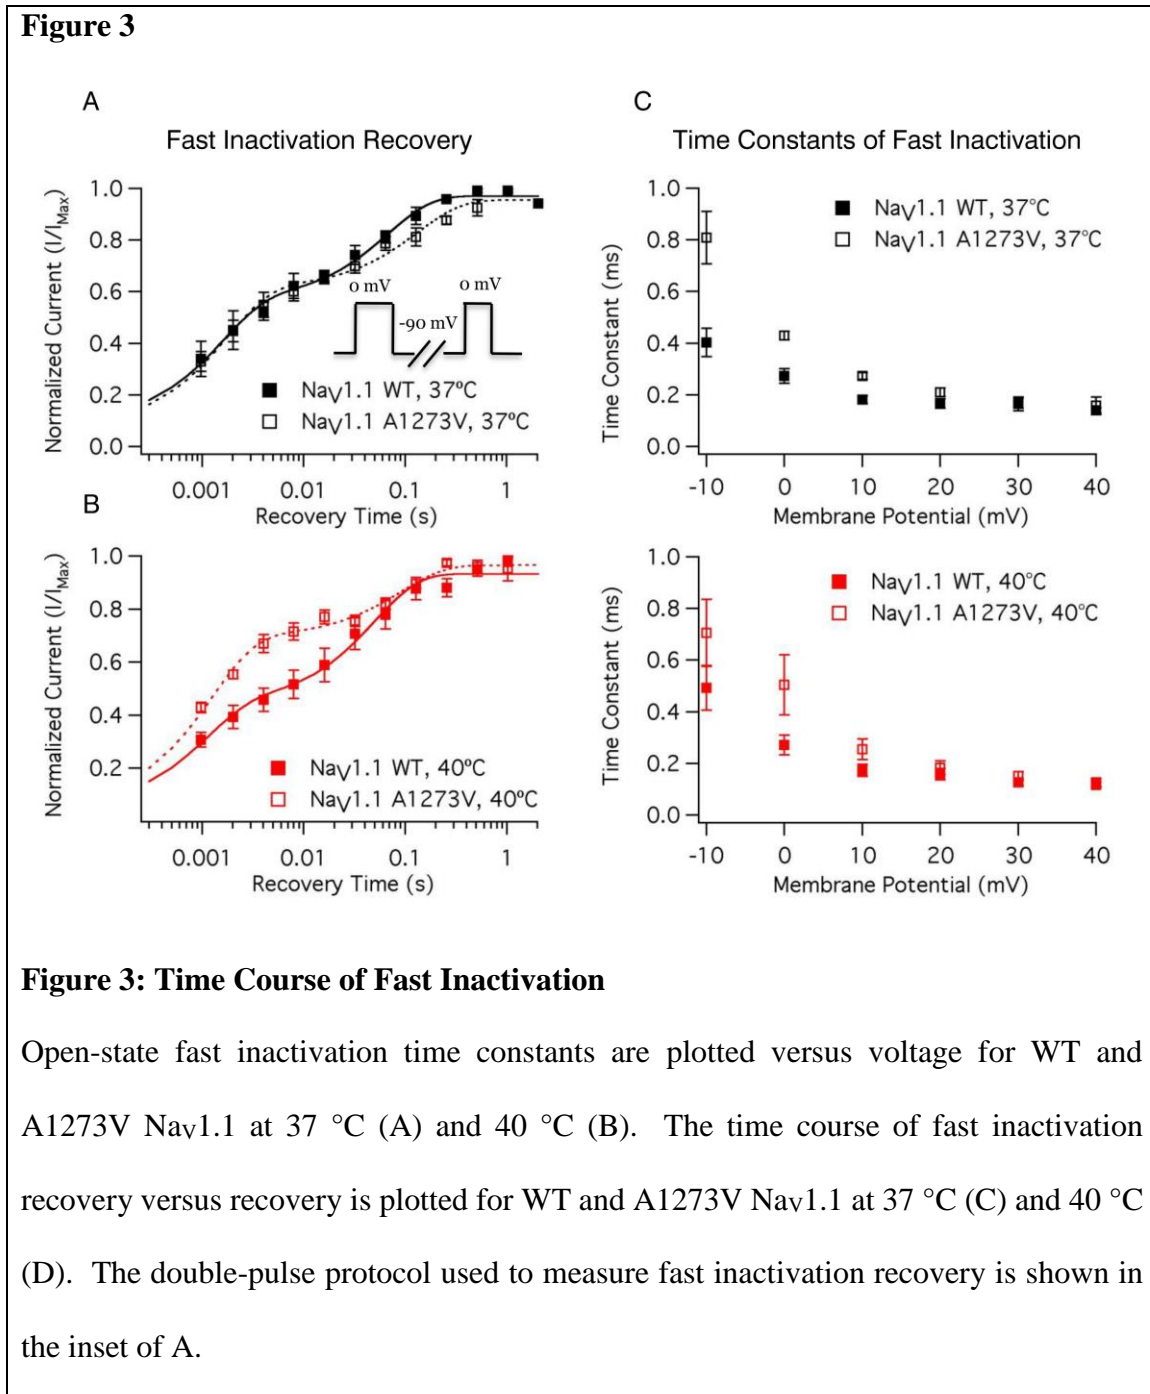 Figure 3
A
Fast Inactivation Recovery
Normalized Current (I/IMax)
1.0
0.8
0.6
0.4
0.2
0.0
0 mV
-90 mV
0 mV
NaV1.1 WT, 37ºC
NaV1.1 A1273V, 37ºC
0.001
0.01
0.1
1
Recovery Time (s)
B
Normalized Current (I/IMax)
1.0
0.8
0.6
0.4
0.2
NaV1.1 WT, 40ºC
NaV1.1 A1273V, 40ºC
0.001
0.01
0.1
1
Recovery Time (s)
C
Time Constants of Fast Inactivation
Time Constant (ms)
1.0
0.8
0.6
0.4
0.2
0.0
NaV1.1 WT, 37°C
NaV1.1 A1273V, 37°C
-10
0
10
20
30
40
Membrane Potential (mV)
Time Constant (ms)
1.0
0.8
0.6
0.4
0.2
0.0
NaV1.1 WT, 40°C
NaV1.1 A1273V, 40°C
-10
0
10
20
30
40
Membrane Potential (mV)
Figure 3: Time Course of Fast Inactivation
Open-state fast inactivation time constants are plotted versus voltage for WT and
A1273V NaV1.1 at 37 °C (A) and 40 °C (B). The time course of fast inactivation
recovery versus recovery is plotted for WT and A1273V NaV1.1 at 37 °C (C) and 40 °C
(D). The double-pulse protocol used to measure fast inactivation recovery is shown in
the inset of A.